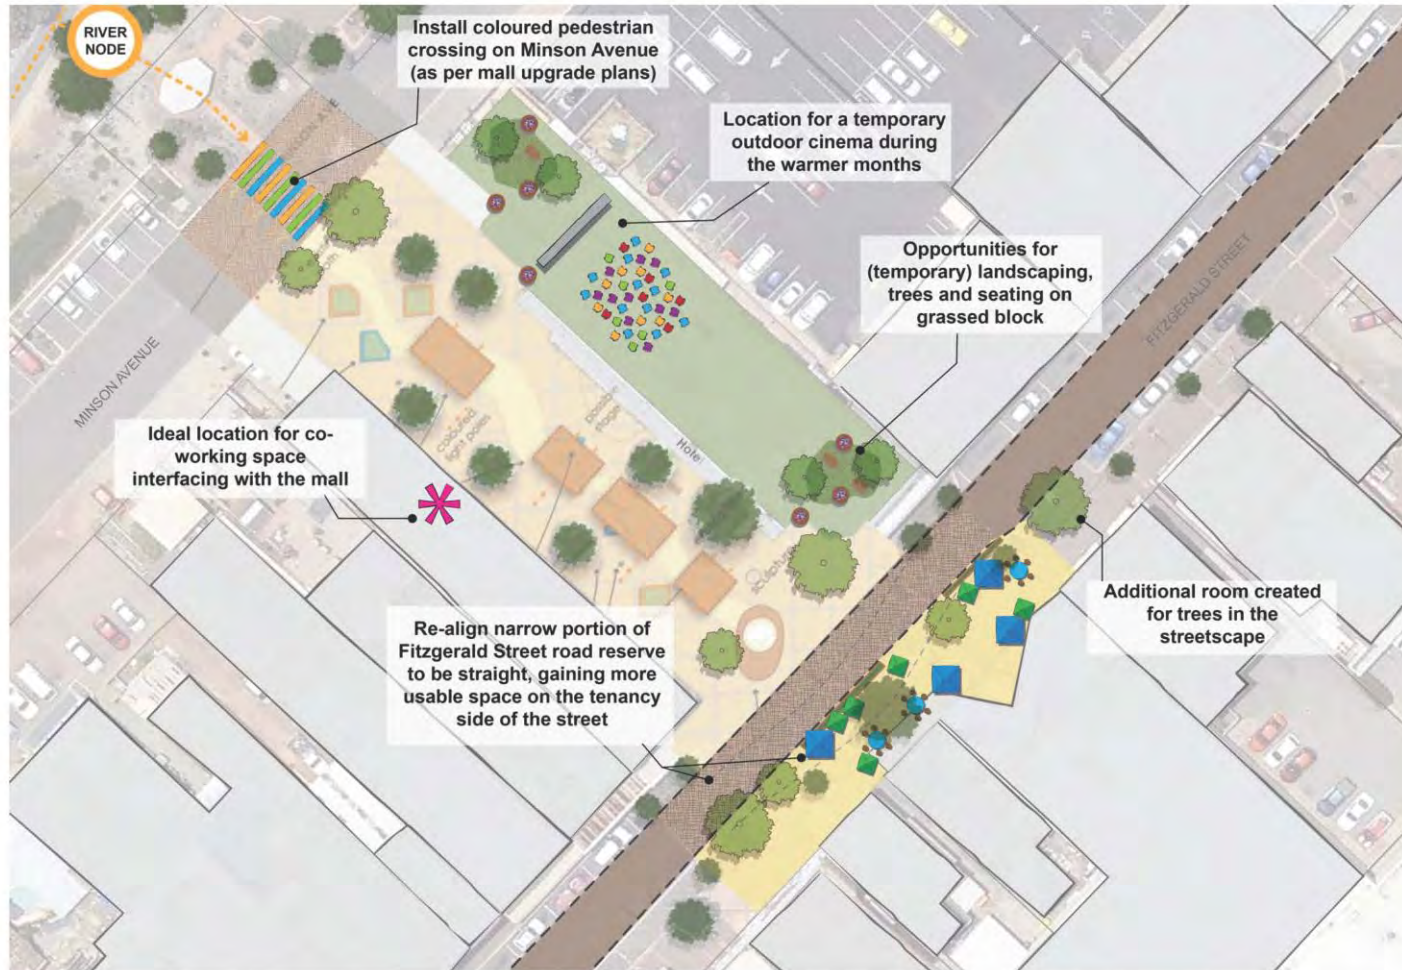 RIVER
NODE
Install coloured pedestrian
crossing on Minson Avenue
(as per mall upgrade plans)
Location for a temporary
outdoor cinema during
the warmer months
Opportunities for
(temporary) landscaping,
trees and seating on
grassed block
FITZGERALD STREET
MINSON AVENUE
Ideal location for co-
working space
interfacing with the mall
coloured
light poles
stage
Hotel
sculpture
Additional room created
for trees in the
streetscape
Re-align narrow portion of
Fitzgerald Street road reserve
to be straight, gaining more
usable space on the tenancy
side of the street